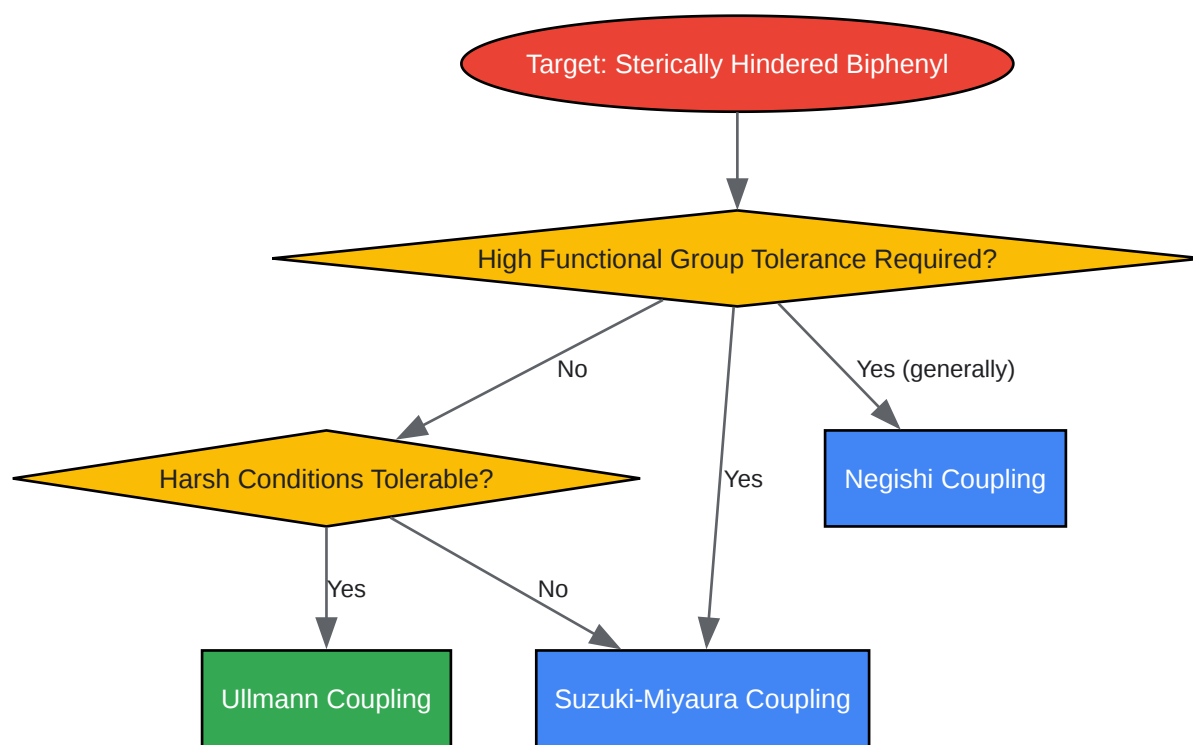 Target: Sterically Hindered Biphenyl
High Functional Group Tolerance Required?
No
Yes (generally)
Harsh Conditions Tolerable?
Yes
Negishi Coupling
Yes
No
Ullmann Coupling
Suzuki-Miyaura Coupling